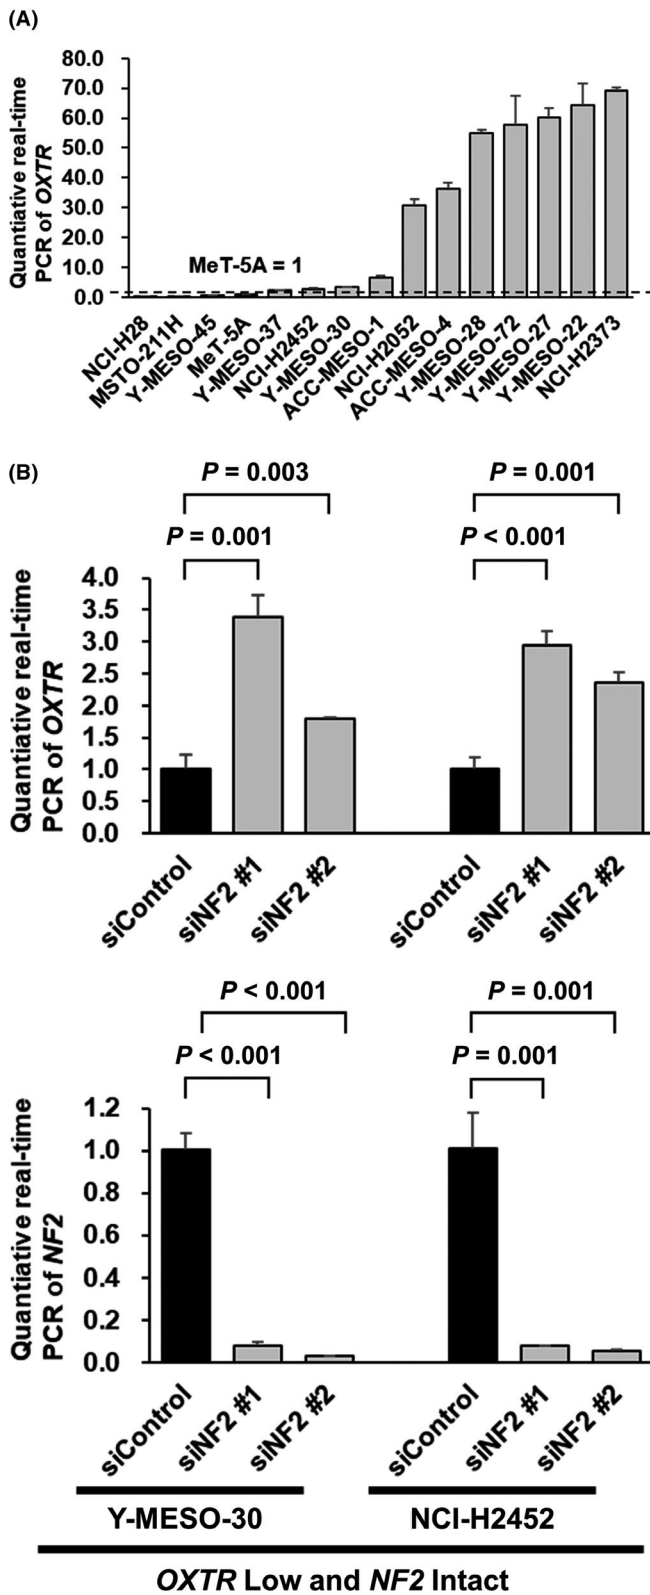 (A)
Quantiative real-time
PCR of OXTR
80.0
70.0
60.0
50.0
40.0
30.0
20.0
10.0
0.0
MeT-5A = 1
NCI-H28
MSTO-211H
Y-MESO-45
MeT-5A
Y-MESO-37
NCI-H2452
Y-MESO-30
ACC-MESO-1
NCI-H2052
ACC-MESO-4
Y-MESO-28
Y-MESO-72
Y-MESO-27
Y-MESO-22
NCI-H2373
(B)
P = 0.003
P = 0.001
P = 0.001
P < 0.001
Quantiative real-time
PCR of OXTR
4.0
3.5
3.0
2.5
2.0
1.5
1.0
0.5
0.0
siControl
siNF2 #1
siNF2 #2
siControl
siNF2 #1
siNF2 #2
P < 0.001
P = 0.001
P < 0.001
P = 0.001
Quantiative real-time
PCR of NF2
1.2
1.0
0.8
0.6
0.4
0.2
0.0
siControl
siNF2 #1
siNF2 #2
siControl
siNF2 #1
siNF2 #2
Y-MESO-30
NCI-H2452
OXTR Low and NF2 Intact